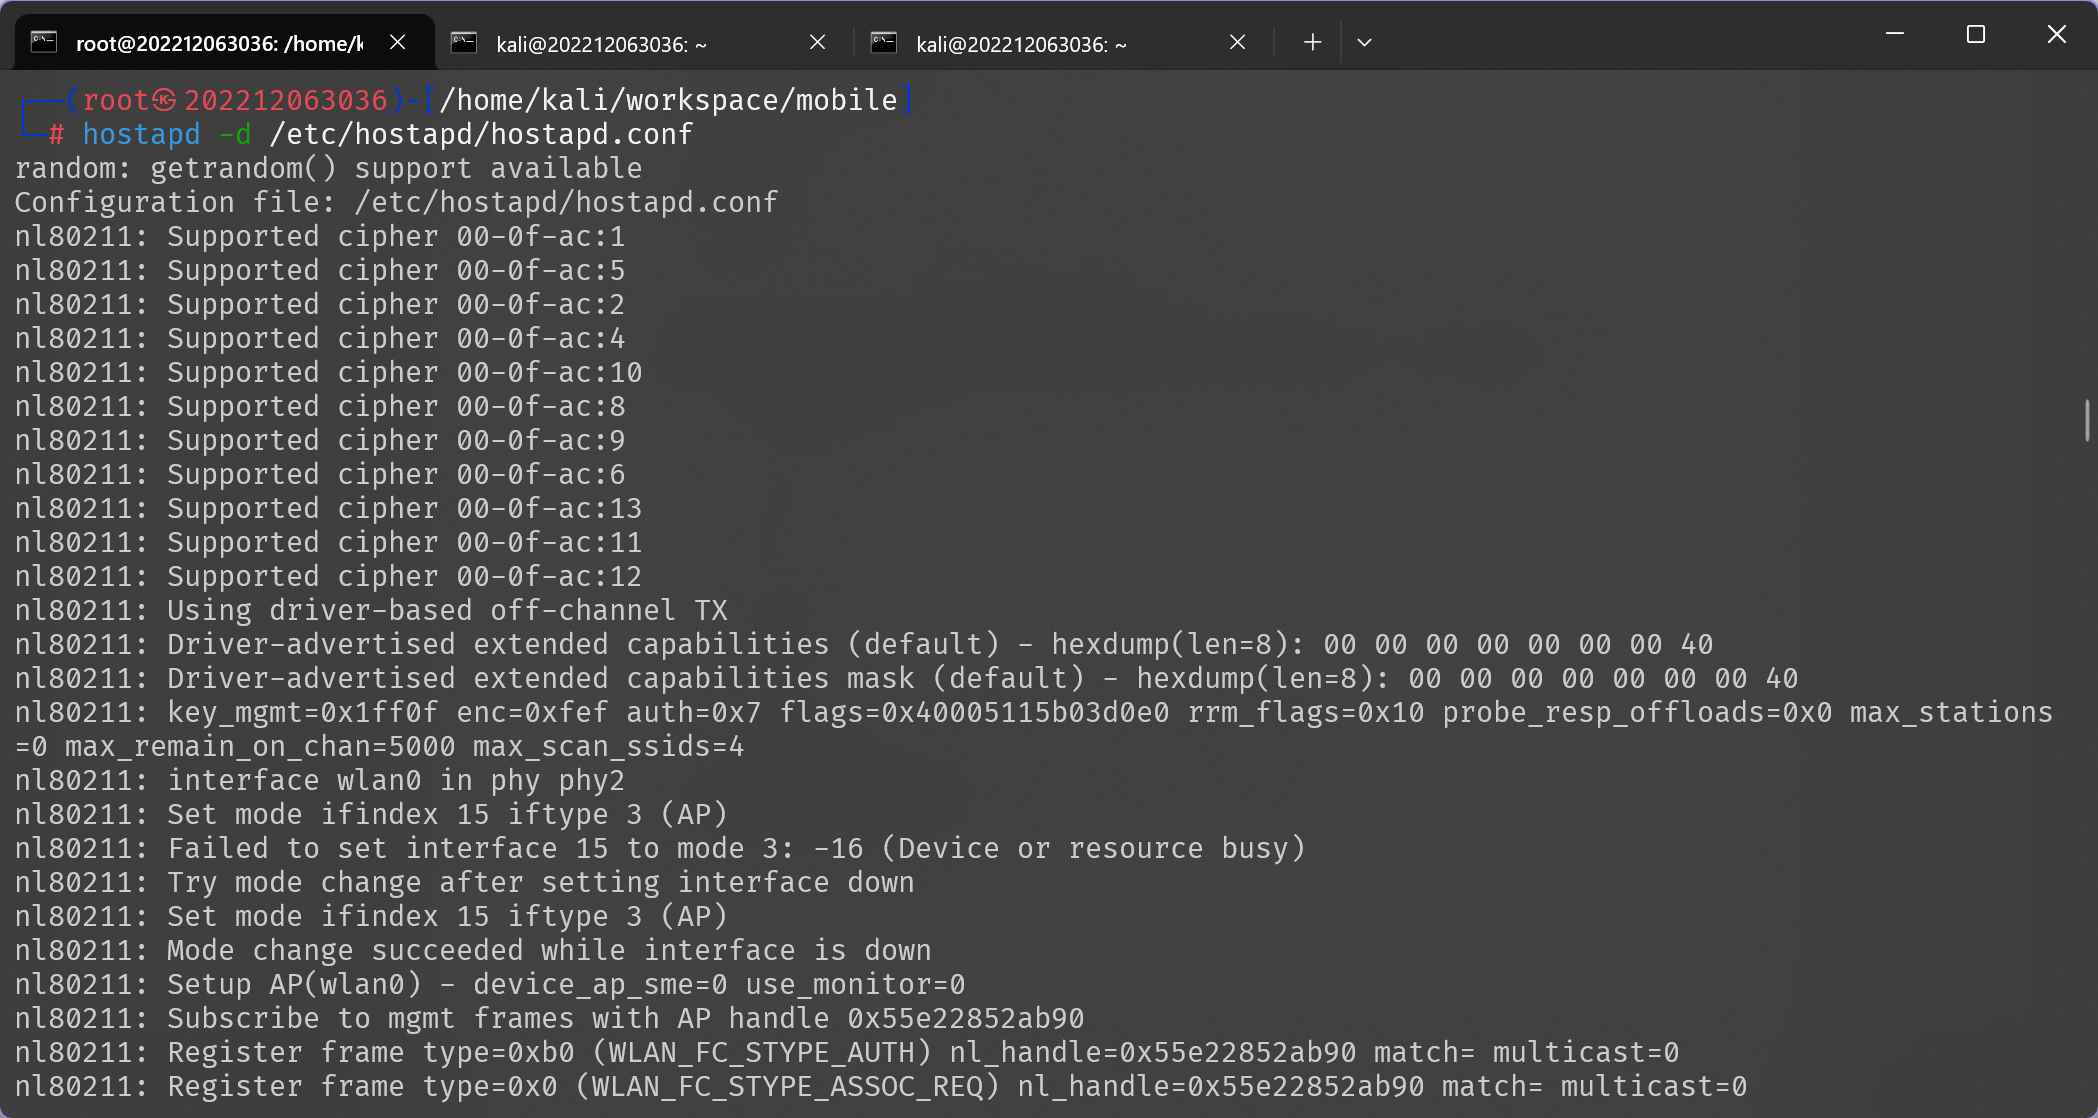 root@202212063036: /home/k
kali@202212063036: ~
kali@202212063036: ~
┌──(root㉿202212063036)-[/home/kali/workspace/mobile]
└─# hostapd -d /etc/hostapd/hostapd.conf
random: getrandom() support available
Configuration file: /etc/hostapd/hostapd.conf
nl80211: Supported cipher 00-0f-ac:1
nl80211: Supported cipher 00-0f-ac:5
nl80211: Supported cipher 00-0f-ac:2
nl80211: Supported cipher 00-0f-ac:4
nl80211: Supported cipher 00-0f-ac:10
nl80211: Supported cipher 00-0f-ac:8
nl80211: Supported cipher 00-0f-ac:9
nl80211: Supported cipher 00-0f-ac:6
nl80211: Supported cipher 00-0f-ac:13
nl80211: Supported cipher 00-0f-ac:11
nl80211: Supported cipher 00-0f-ac:12
nl80211: Using driver-based off-channel TX
nl80211: Driver-advertised extended capabilities (default) - hexdump(len=8): 00 00 00 00 00 00 00 40
nl80211: Driver-advertised extended capabilities mask (default) - hexdump(len=8): 00 00 00 00 00 00 00 40
nl80211: key_mgmt=0x1ff0f enc=0xfef auth=0x7 flags=0x40005115b03d0e0 rrm_flags=0x10 probe_resp_offloads=0x0 max_stations
=0 max_remain_on_chan=5000 max_scan_ssids=4
nl80211: interface wlan0 in phy phy2
nl80211: Set mode ifindex 15 iftype 3 (AP)
nl80211: Failed to set interface 15 to mode 3: -16 (Device or resource busy)
nl80211: Try mode change after setting interface down
nl80211: Set mode ifindex 15 iftype 3 (AP)
nl80211: Mode change succeeded while interface is down
nl80211: Setup AP(wlan0) - device_ap_sme=0 use_monitor=0
nl80211: Subscribe to mgmt frames with AP handle 0x55e22852ab90
nl80211: Register frame type=0xb0 (WLAN_FC_STYPE_AUTH) nl_handle=0x55e22852ab90 match= multicast=0
nl80211: Register frame type=0x0 (WLAN_FC_STYPE_ASSOC_REQ) nl_handle=0x55e22852ab90 match= multicast=0